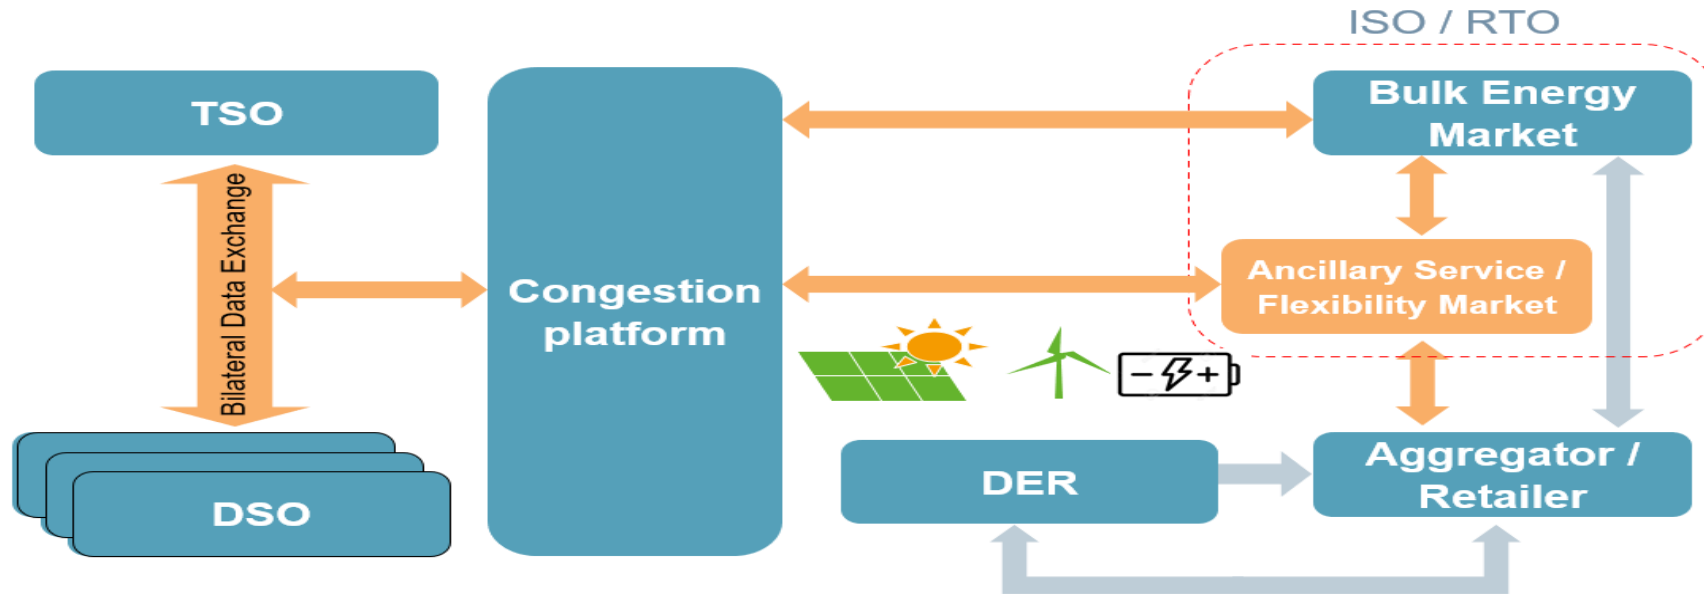 ISO / RTO
TSO
Bulk Energy
Market
Bilateral Data Exchange
Congestion
platform
Ancillary Service /
Flexibility Market
DSO
DER
Aggregator /
Retailer